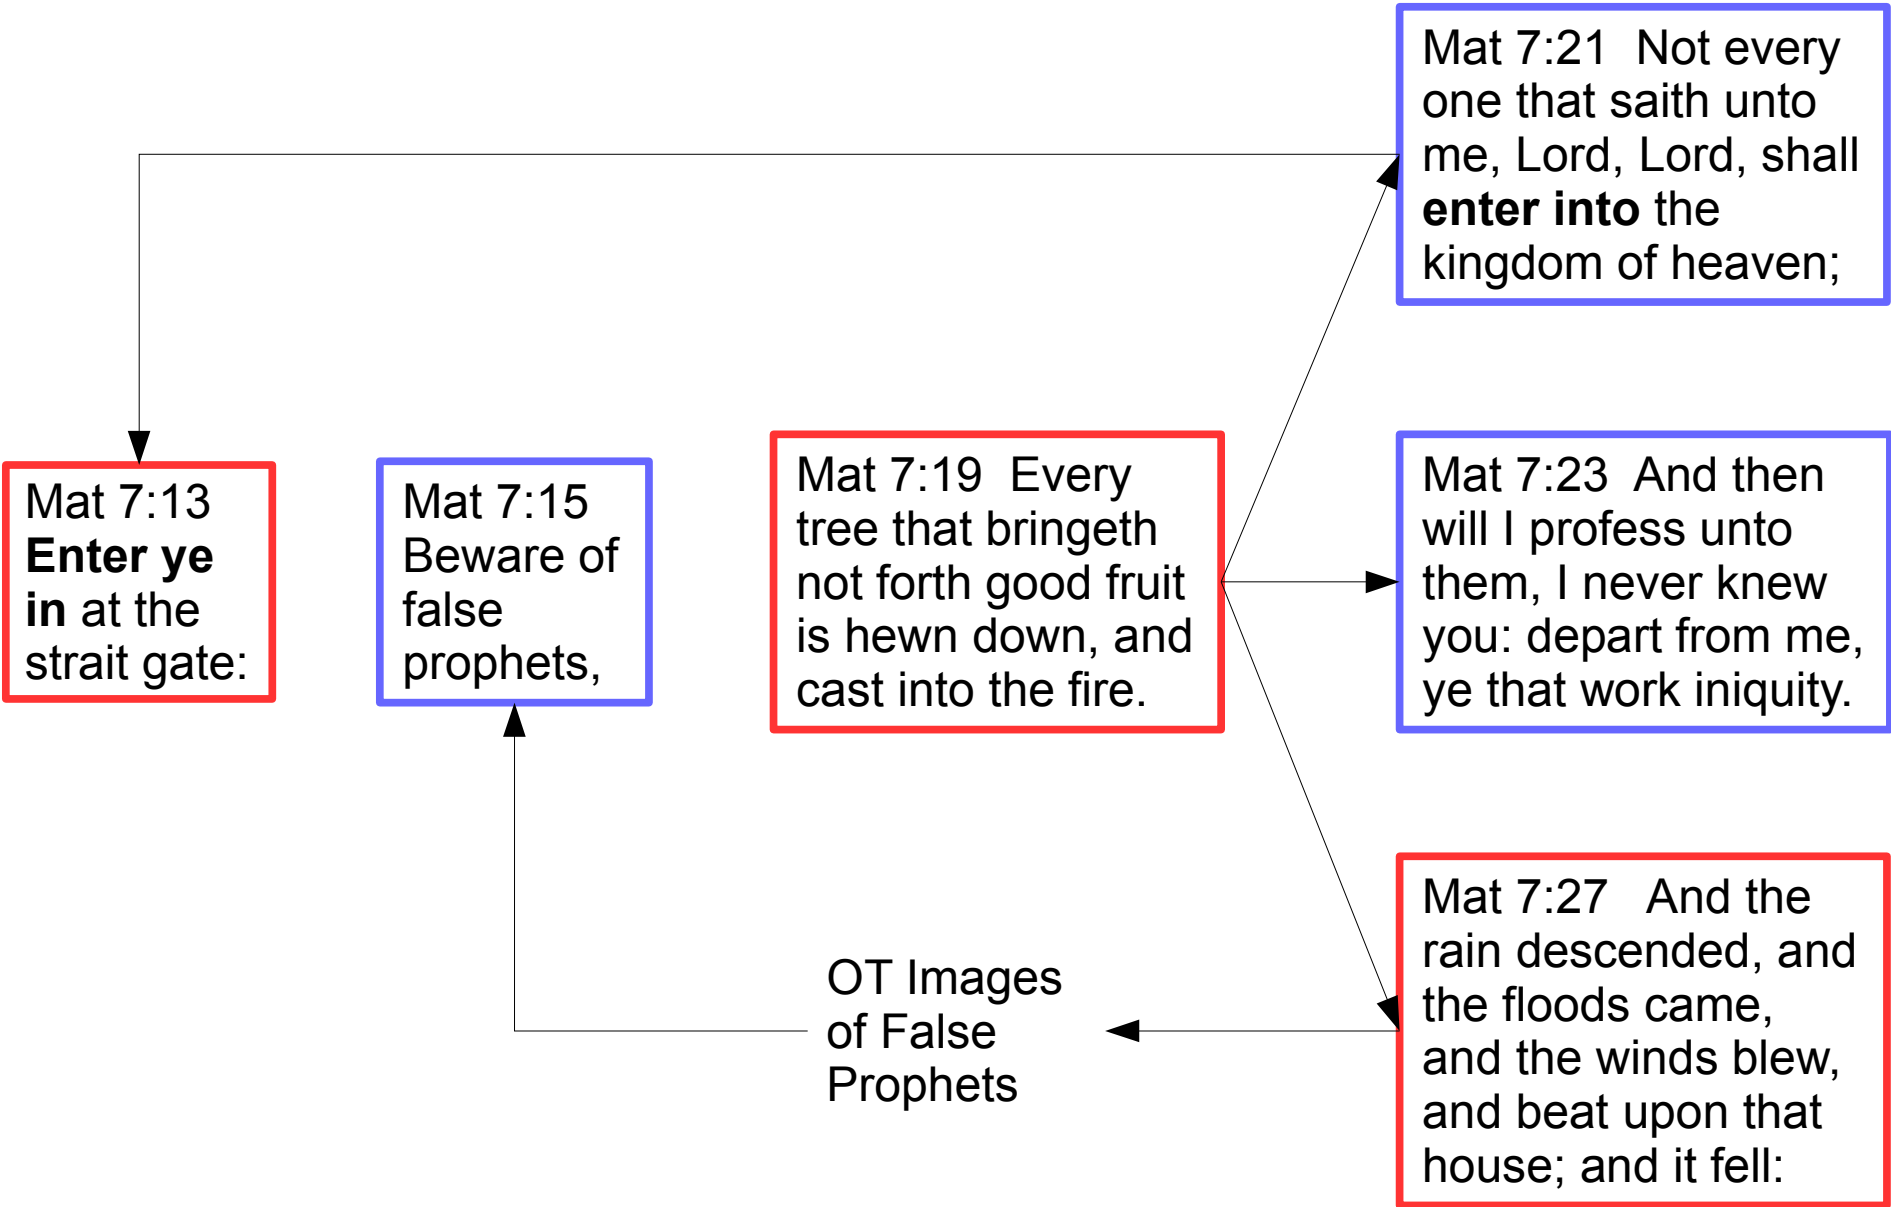 Mat 7:21  Not every
one that saith unto
me, Lord, Lord, shall
enter into the
kingdom of heaven;
Mat 7:13
Enter ye
in at the
strait gate:
Mat 7:15
Beware of
false
prophets,
Mat 7:19  Every
tree that bringeth
not forth good fruit
is hewn down, and
cast into the fire.
Mat 7:23  And then
will I profess unto
them, I never knew
you: depart from me,
ye that work iniquity.
OT Images
of False
Prophets
Mat 7:27   And the
rain descended, and
the floods came,
and the winds blew,
and beat upon that
house; and it fell: